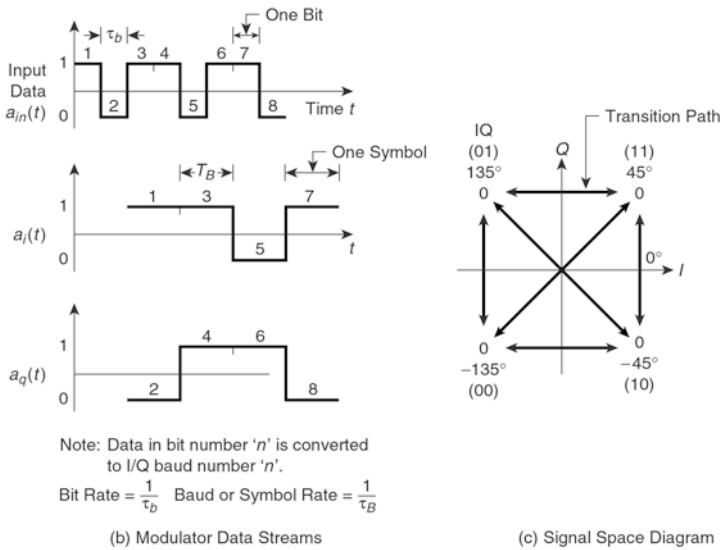 One Bit
τb
1 3 4 6 7
Input
Data
ain(t)
1
0
2 5 8
Time t
One Symbol
TB
1 3 7
ai(t)
1
0
5
t
4 6
aq(t)
1
0
2 8
Note: Data in bit number ‘n’ is converted
to I/Q baud number ‘n’.
Bit Rate = 1/τb Baud or Symbol Rate = 1/τB
(b) Modulator Data Streams
Transition Path
IQ
(01)
135°
0
Q
(11)
45°
0
0°
I
0
−135°
(00)
0
−45°
(10)
(c) Signal Space Diagram